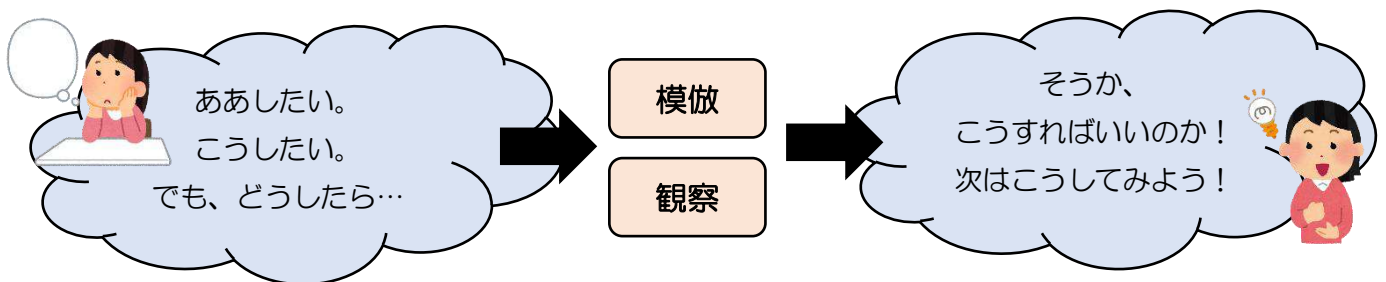 ああしたい。
こうしたい。
でも、どうしたら…
模倣
観察
そうか、
こうすればいいのか！
次はこうしてみよう！